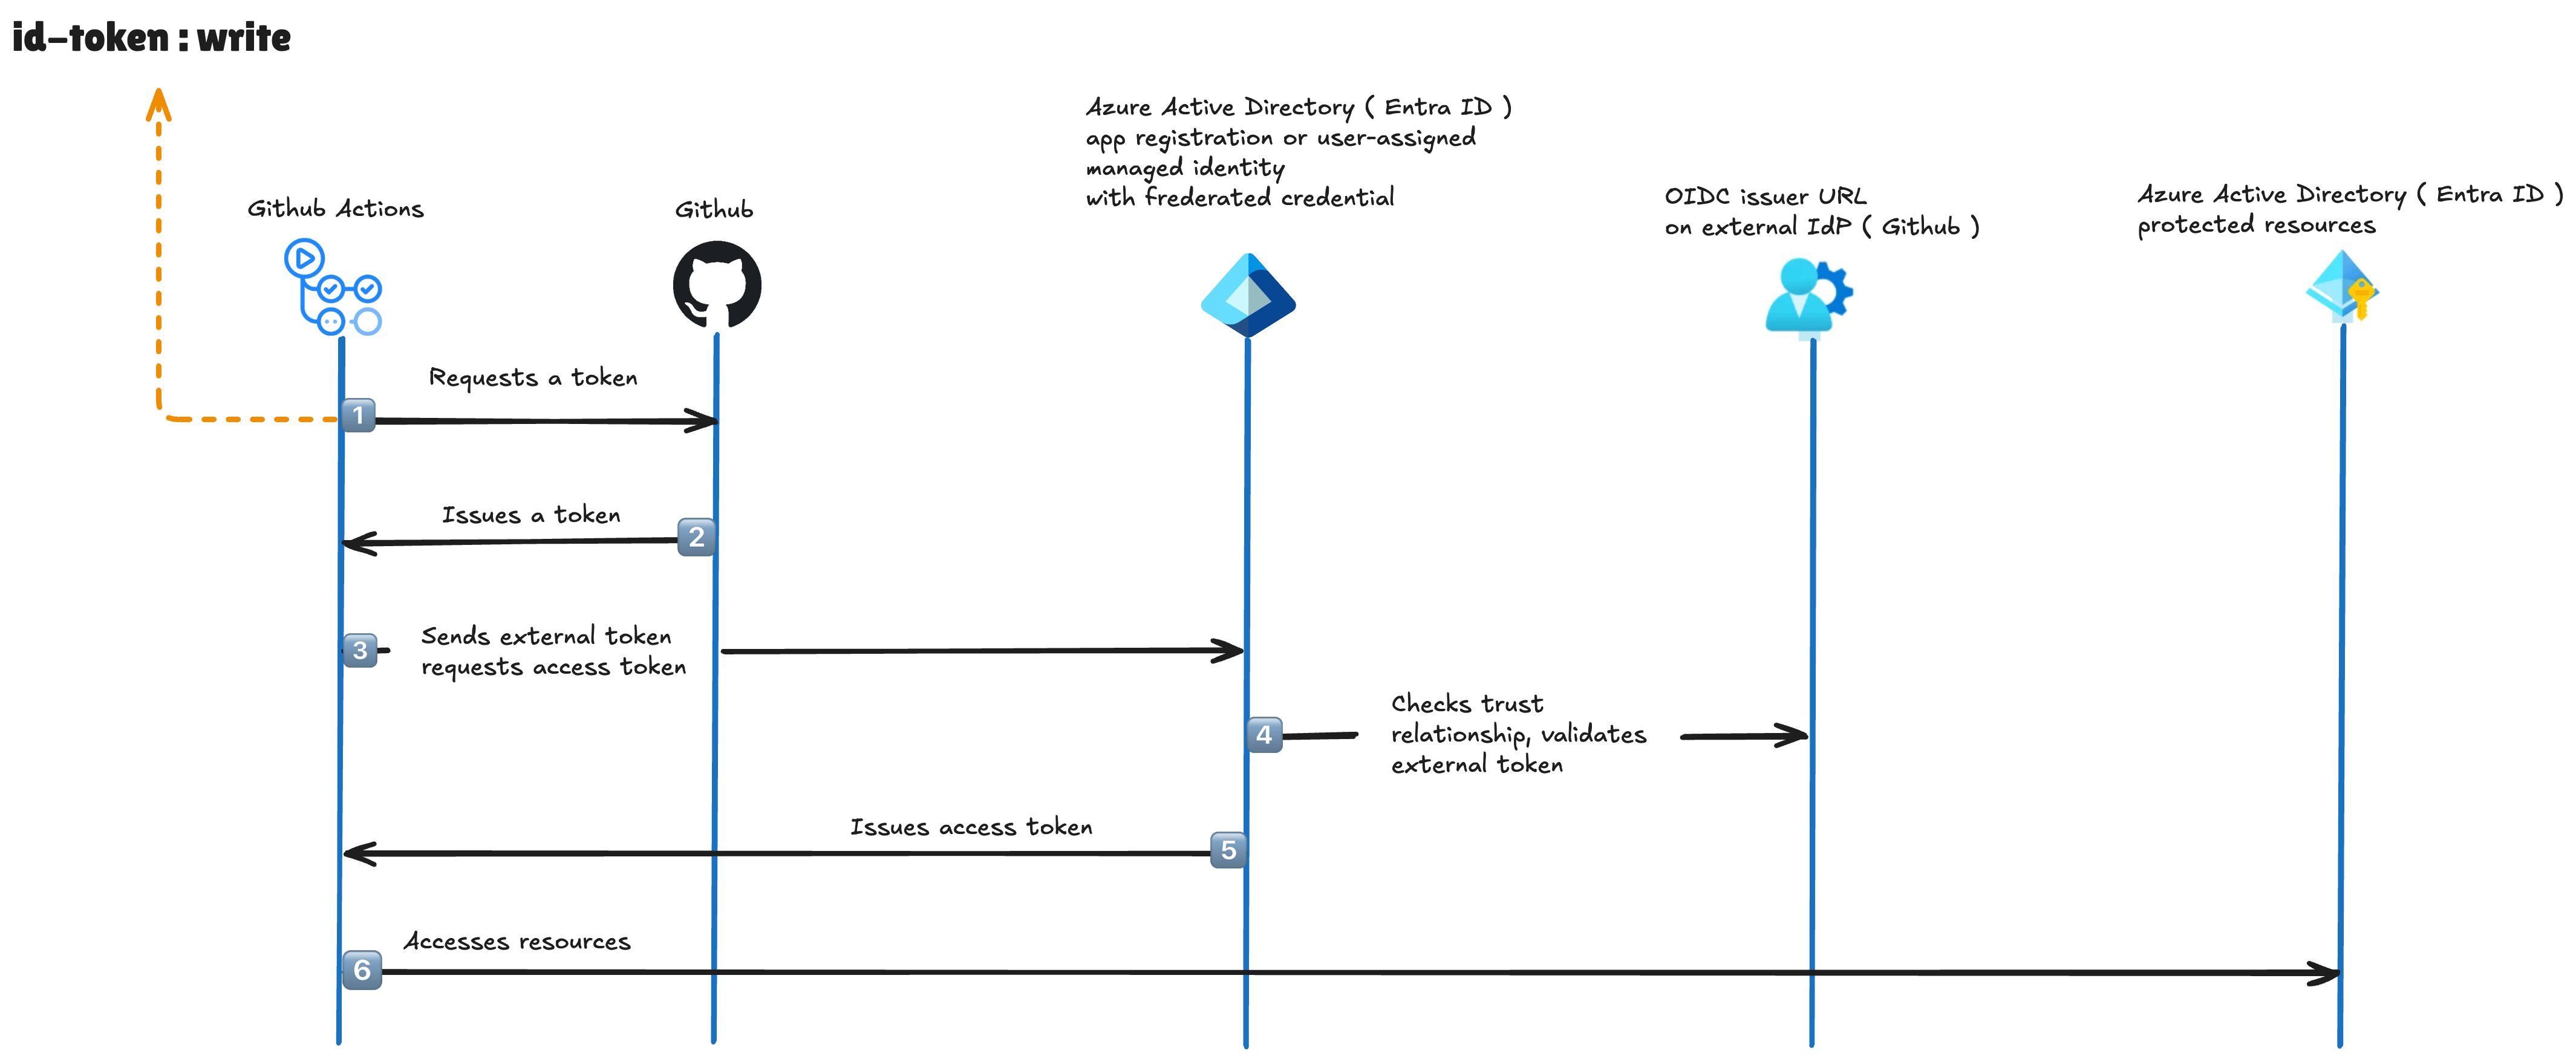 id-token : write
Azure Active Directory ( Entra ID )
app registration or user-assigned
managed identity
with frederated credential
Github Actions
Github
OIDC issuer URL
on external IdP ( Github )
Azure Active Directory ( Entra ID )
protected resources
Requests a token
1
Issues a token
2
3
Sends external token
requests access token
4
Checks trust
relationship, validates
external token
Issues access token
5
Accesses resources
6